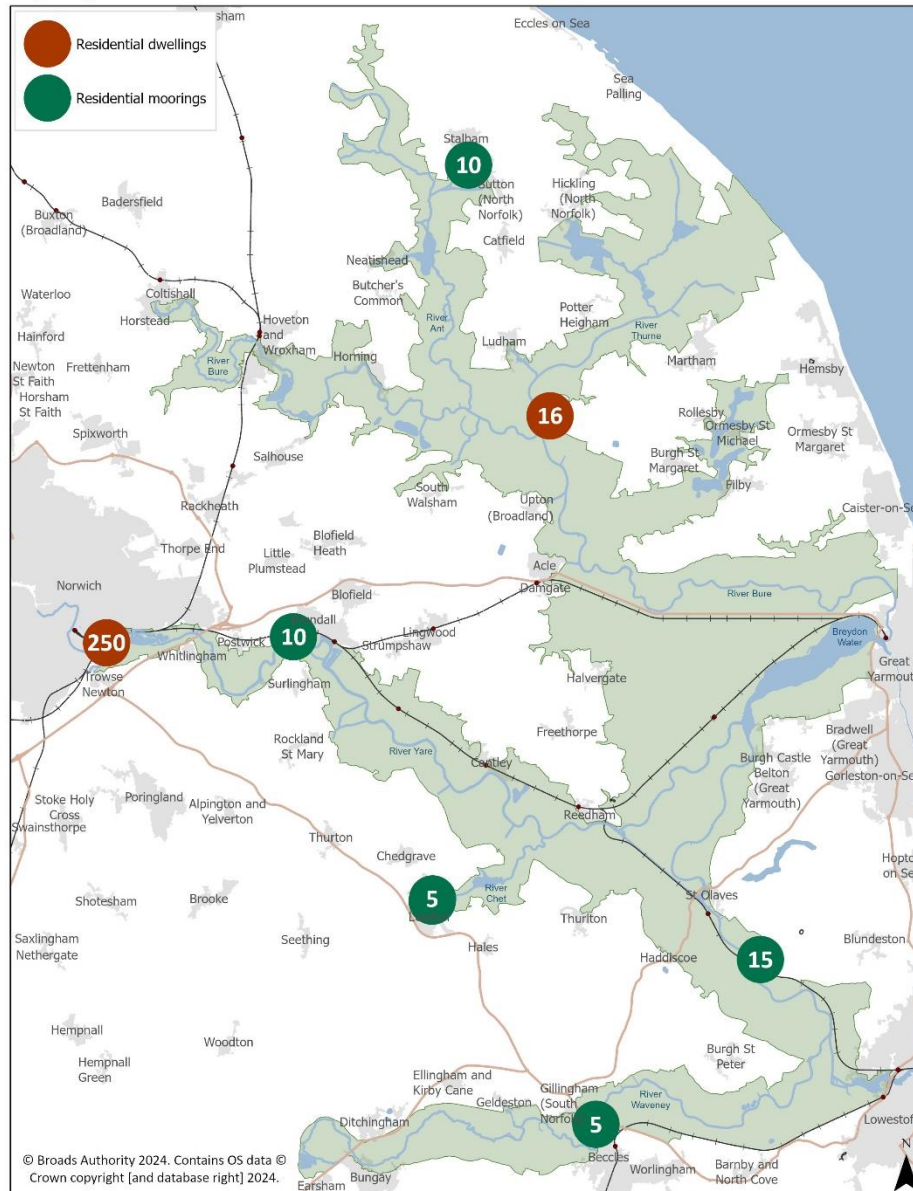 sham
Eccles on Sea
Residential dwellings
Residential moorings
Sea
Palling
Stalham
10
Sutton
(North
Norfolk)
Hickling
(North
Norfolk)
Badersfield
Buxton
(Broadland)
Catfield
Neatishead
Butcher's
Common
Waterloo
Coltishall
Hainford
Horstead
Hoveton
and
Wroxham
River
Ant
Potter
Heigham
River
Thurne
Ludham
Horning
Martham
Hemsby
River
Bure
Newton
St Faith
Frettenham
Horsham
St Faith
16
Rollesby
Ormesby St
Michael
Ormesby St
Margaret
Burgh St
Margaret
Spixworth
Salhouse
South
Walsham
Filby
Rackheath
Upton
(Broadland)
Caister-on-Se
Thorpe End
Blofield
Heath
Little
Plumstead
Acle
Damgate
Norwich
Blofield
River Bure
250
Postwick
10
Lingwood
Strumpshaw
Breydon
Water
Whitlingham
Trowse
Newton
Great
Yarmout
Surlingham
Halvergate
Rockland
St Mary
River Yare
Freethorpe
Bradwell
(Great
Yarmouth)
Burgh Castle
Belton
(Great
Yarmouth)
Gorleston-on-Se
Cantley
Poringland
Stoke Holy
Cross
Swainsthorpe
Alpington and
Yelverton
Reedham
Thurton
Chedgrave
Hopto
on Se
River
Chet
5
St Olaves
Shotesham
Brooke
Thurlton
Saxlingham
Nethergate
Seething
Hales
Haddiscoe
15
Blundeston
Hempnall
Woodton
Hempnall
Green
Burgh St
Peter
Ellingham and
Kirby Cane
Gillingham
(South
Norfolk)
River
Waveney
Geldeston
Ditchingham
5
Lowestof
Beccles
Worlingham
Barnby and
North Cove
N
© Broads Authority 2024. Contains OS data ©
Crown copyright [and database right] 2024.
Bungay
Earsham